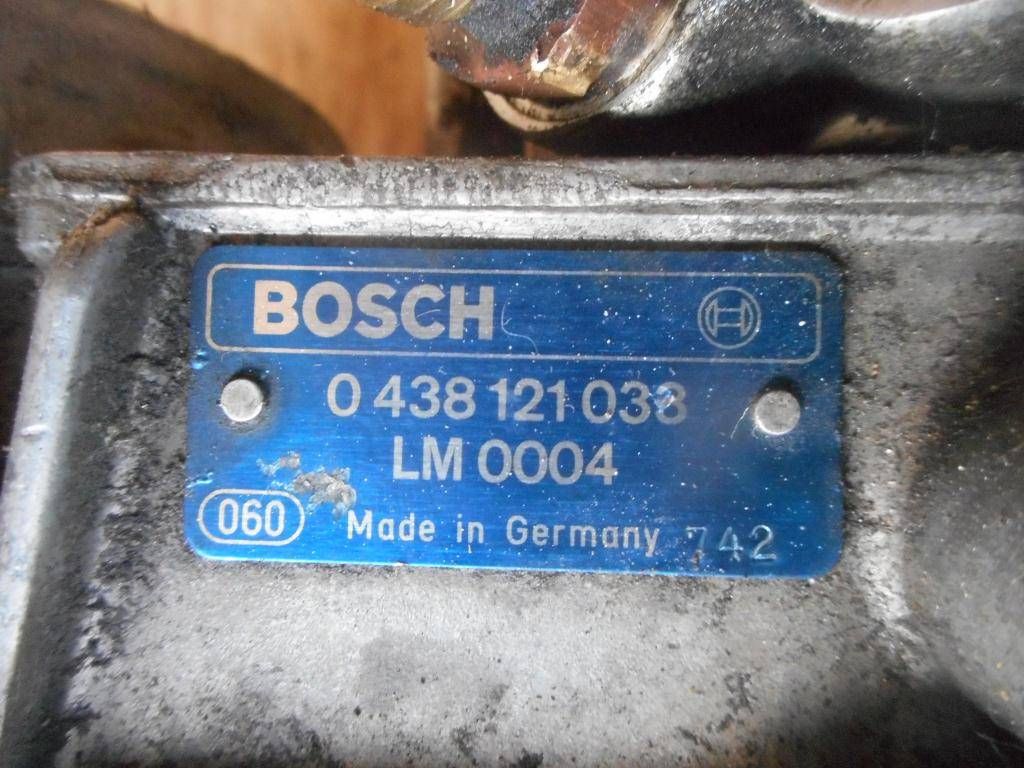 BOSCH
0 438 121 038
LM 0004
060 Made in Germany 742